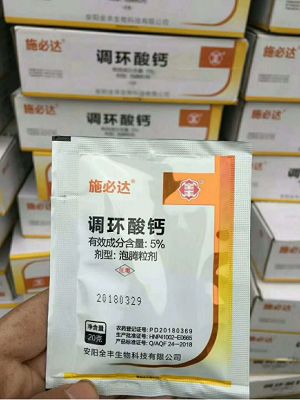 施必达
调环酸钙
施必达
调环酸钙
施必达
调环酸钙
有效成分含量：5%
剂型：泡腾粒剂
20180329
净含量
20克
农药登记证号：PD20180369
生产批准证号：HNP41002-E0665
产品标准证号：Q/AQF 24-2018
安阳全丰生物科技有限公司